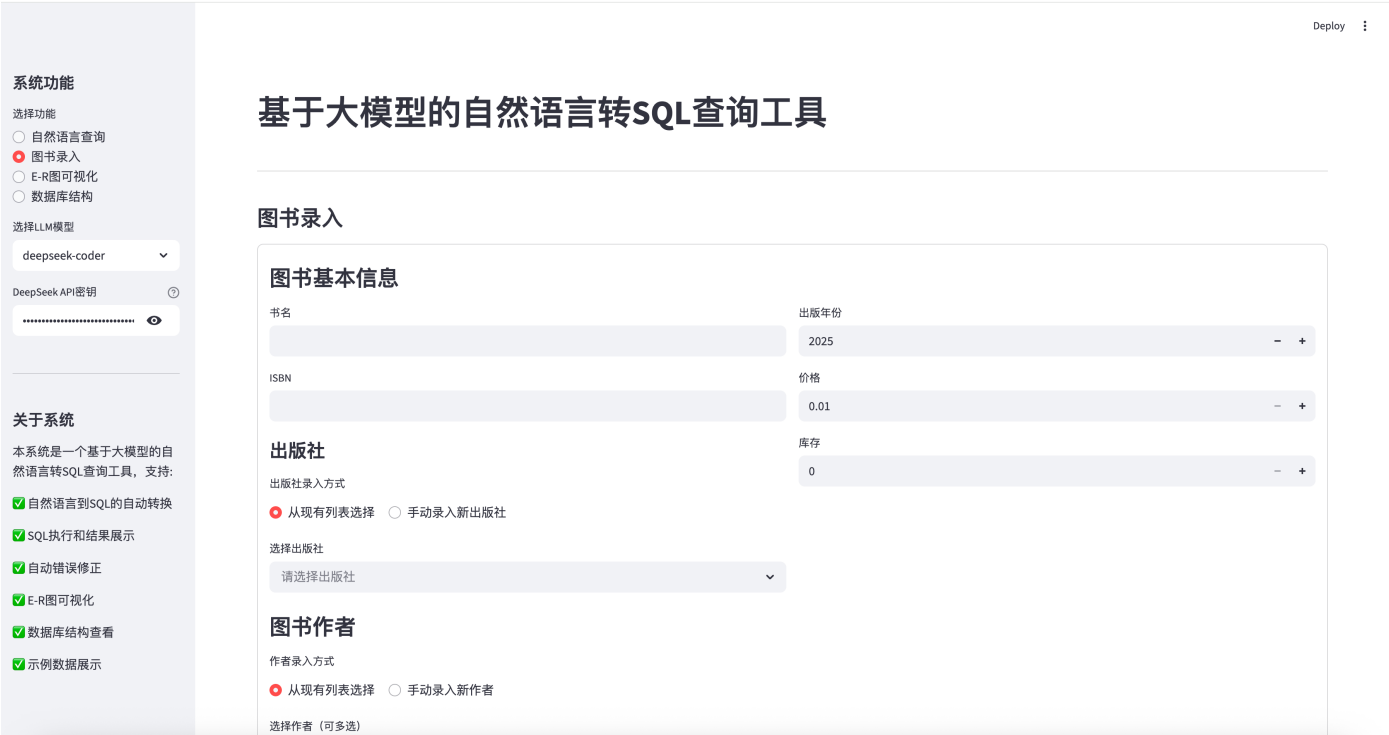 Deploy
系统功能
选择功能
自然语言查询
图书录入
E-R图可视化
数据库结构
选择LLM模型
deepseek-coder
DeepSeek API密钥
关于系统
本系统是一个基于大模型的自
然语言转SQL查询工具，支持:
✅自然语言到SQL的自动转换
✅SQL执行和结果展示
✅自动错误修正
✅E-R图可视化
✅数据库结构查看
✅示例数据展示
基于大模型的自然语言转SQL查询工具
图书录入
图书基本信息
书名
出版年份
2025
ISBN
价格
0.01
出版社
库存
0
出版社录入方式
从现有列表选择 手动录入新出版社
选择出版社
请选择出版社
图书作者
作者录入方式
从现有列表选择 手动录入新作者
选择作者（可多选）